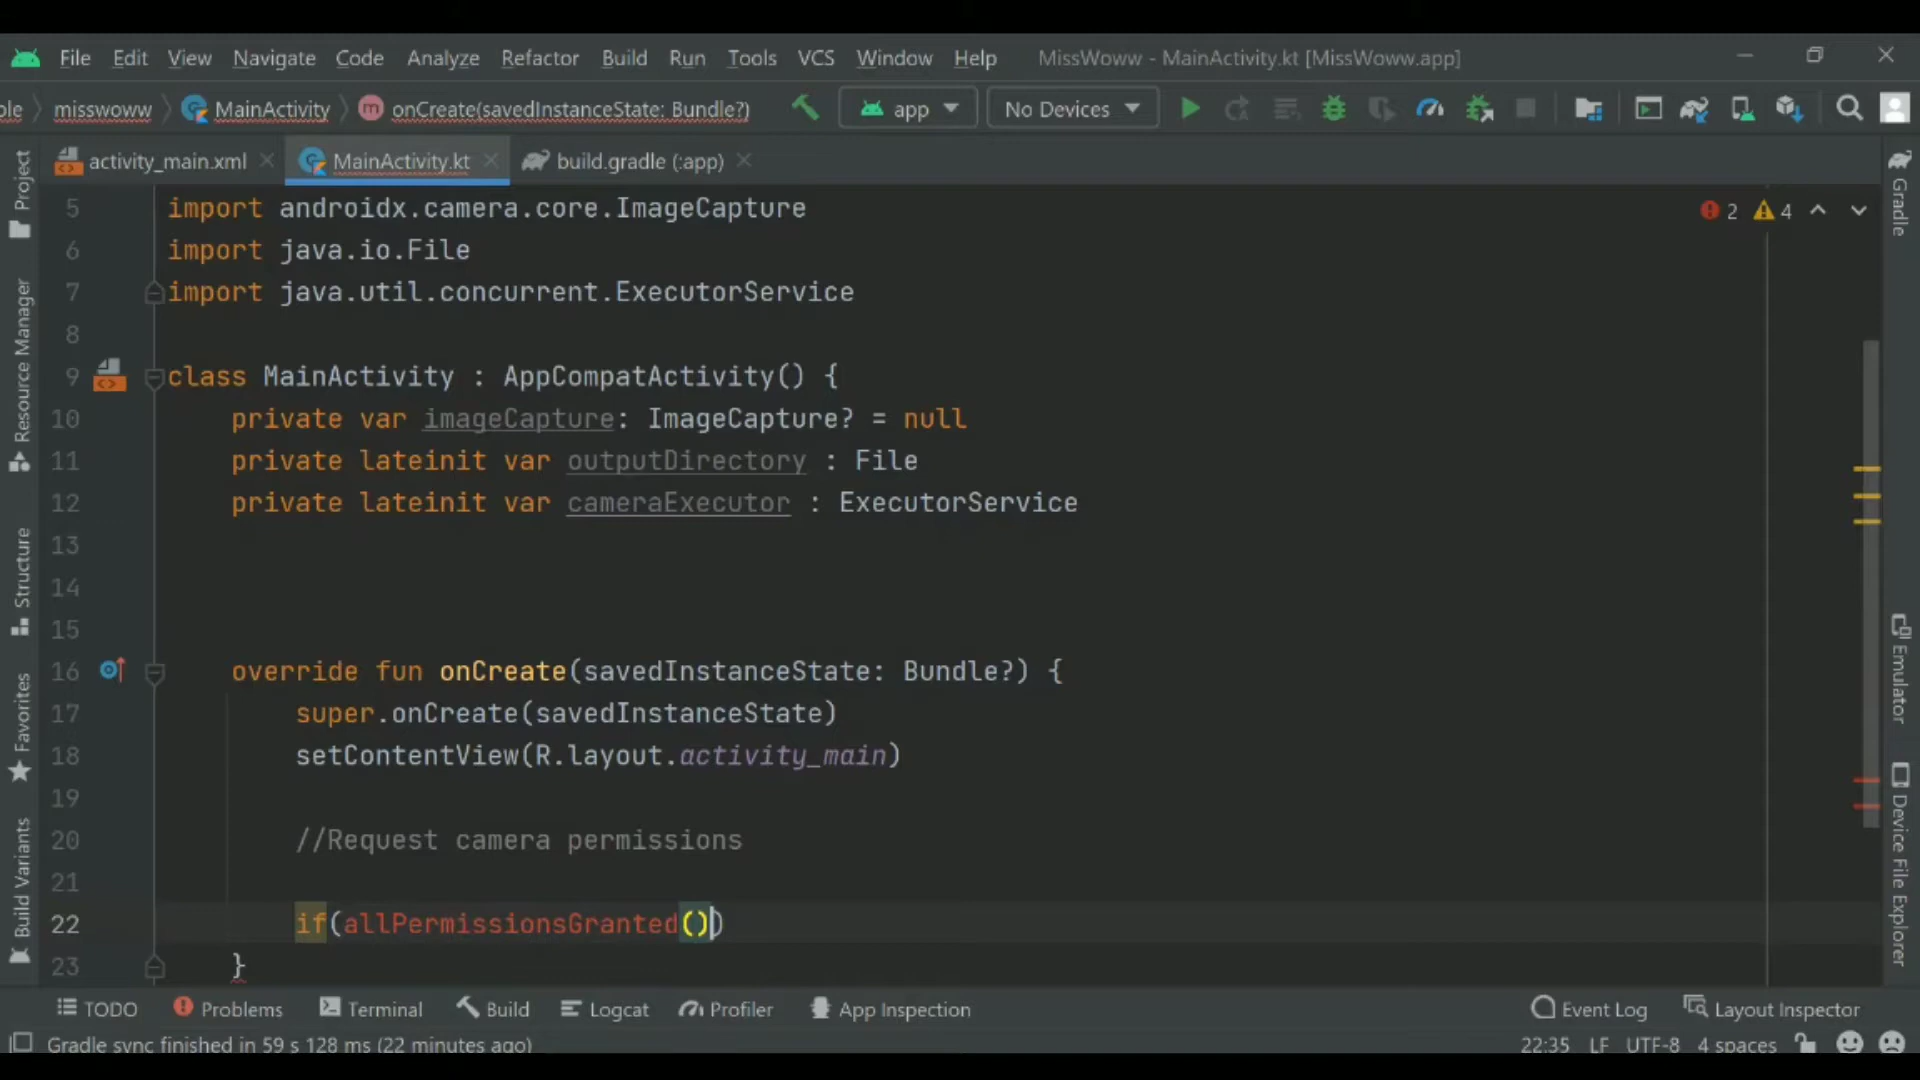 File Edit View Navigate Code Analyze Refactor Build Run Tools VCS Window Help MissWoww - MainActivity.kt [MissWoww.app]
ple misswoww MainActivity onCreate(savedInstanceState: Bundle?) app No Devices
activity_main.xml MainActivity.kt build.gradle (:app)
5 import androidx.camera.core.ImageCapture
2 4
6 import java.io.File
7 import java.util.concurrent.ExecutorService
8
9 class MainActivity : AppCompatActivity() {
10 private var imageCapture: ImageCapture? = null
11 private lateinit var outputDirectory : File
12 private lateinit var cameraExecutor : ExecutorService
13
14
15
16 override fun onCreate(savedInstanceState: Bundle?) {
17 super.onCreate(savedInstanceState)
18 setContentView(R.layout.activity_main)
19
20 //Request camera permissions
21
22 if(allPermissionsGranted())
23 }
Project
Resource Manager
Structure
Favorites
Build Variants
Gradle
Emulator
Device File Explorer
TODO Problems Terminal Build Logcat Profiler App Inspection Event Log Layout Inspector
Gradle sync finished in 59 s 128 ms (22 minutes ago) 22:35 LF UTF-8 4 spaces